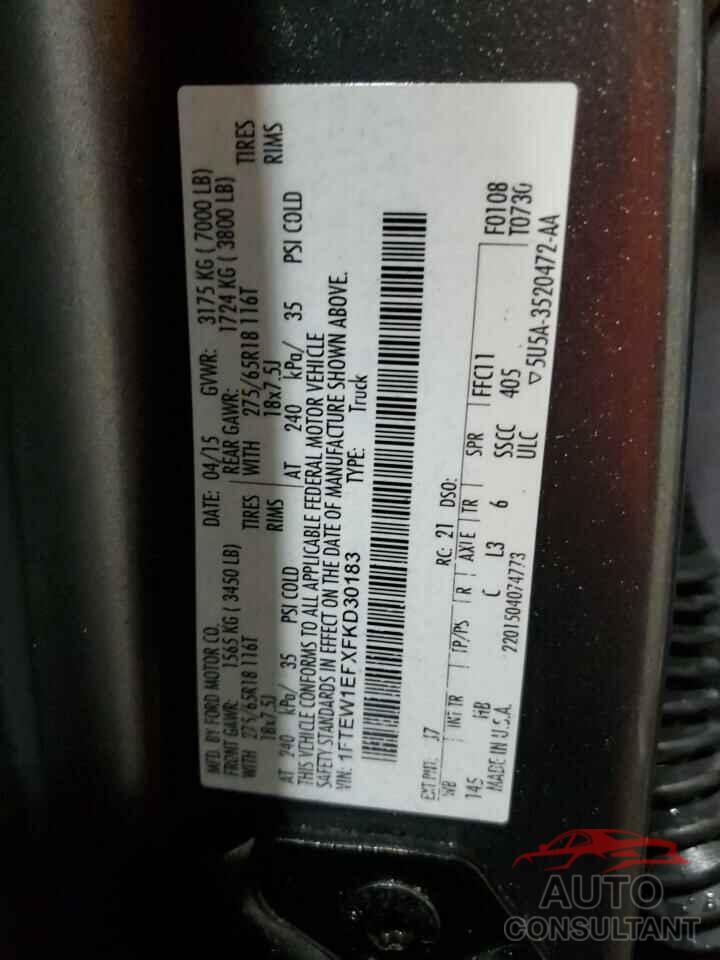 MFD. BY FORD MOTOR CO.
DATE: 04/15 GVWR: 3175 KG ( 7000 LB)
FRONT GAWR: 1565 KG ( 3450 LB)
REAR GAWR: 1724 KG ( 3800 LB)
WITH 275/65R18 116T TIRES
WITH 275/65R18 116T TIRES
18x7.5J RIMS
18x7.5J RIMS
AT 240 kPa/ 35 PSI COLD
AT 240 kPa/ 35 PSI COLD
THIS VEHICLE CONFORMS TO ALL APPLICABLE FEDERAL MOTOR VEHICLE
SAFETY STANDARDS IN EFFECT ON THE DATE OF MANUFACTURE SHOWN ABOVE.
VIN: 1FTEW1EFXFKD30183
TYPE: Truck
F0108
T0730
EXT PNT: J7 RC: 21 DSO:
WB INT TR TP/PS R AXLE TR SPR FFC11
145 HB C L3 6 SSCC 405
MADE IN U.S.A. 2201504074773 ULC
5U5A-3520472-AA
AUTO
CONSULTANT